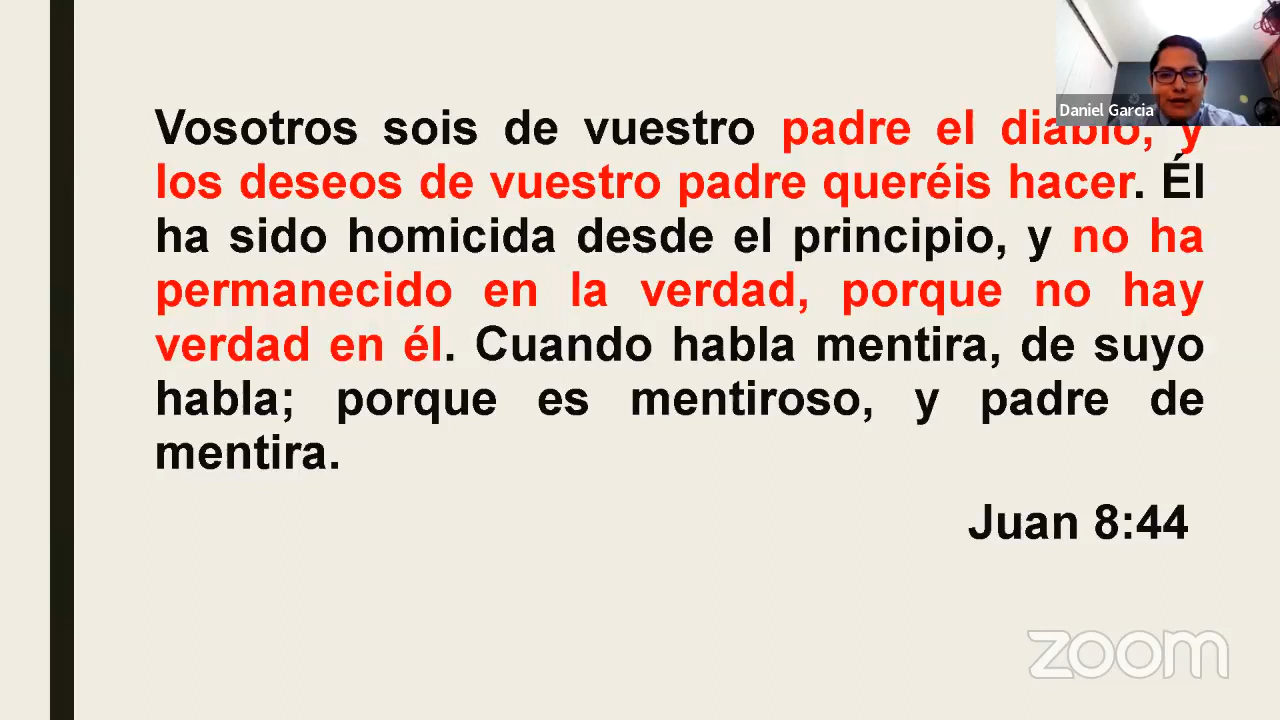 Daniel Garcia
Vosotros sois de vuestro padre el diablo, y
los deseos de vuestro padre queréis hacer. Él
ha sido homicida desde el principio, y no ha
permanecido en la verdad, porque no hay
verdad en él. Cuando habla mentira, de suyo
habla; porque es mentiroso, y padre de
mentira.
Juan 8:44
zoom